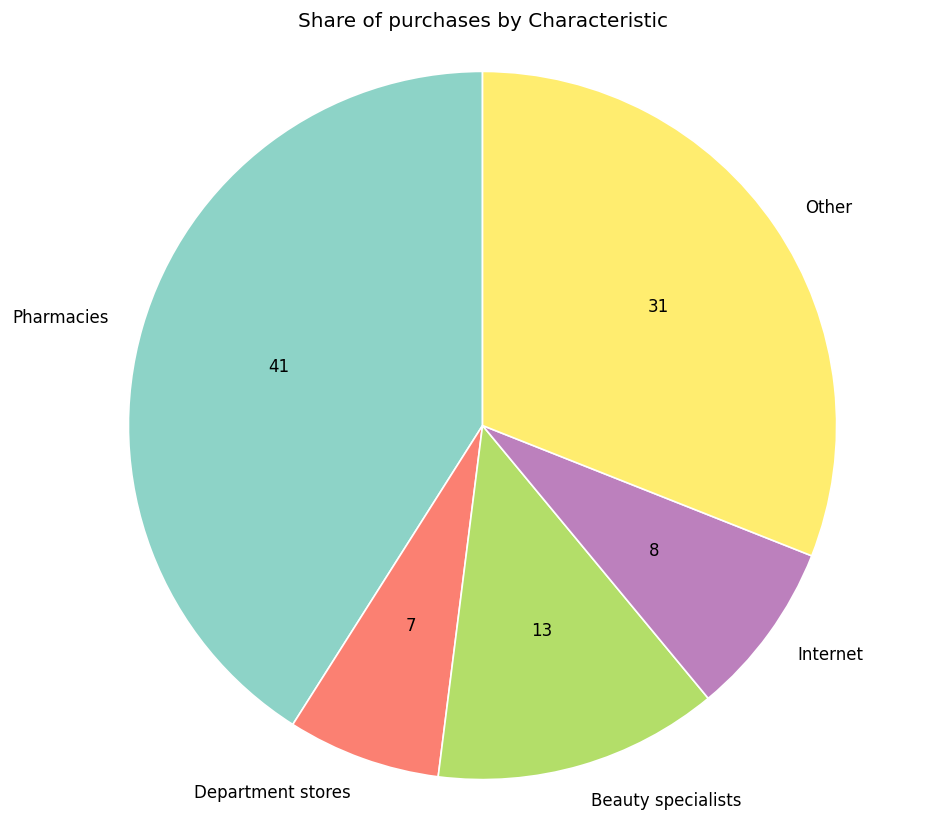 Share of purchases by Characteristic
Other
31
Pharmacies
41
8
7
13
Internet
Department stores
Beauty specialists